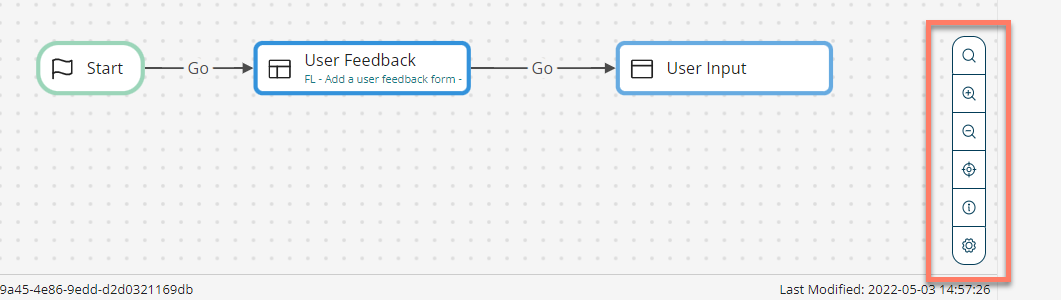 Start
Go
User Feedback
FL - Add a user feedback form -
Go
User Input
9a45-4e86-9edd-d2d0321169db
Last Modified: 2022-05-03 14:57:26